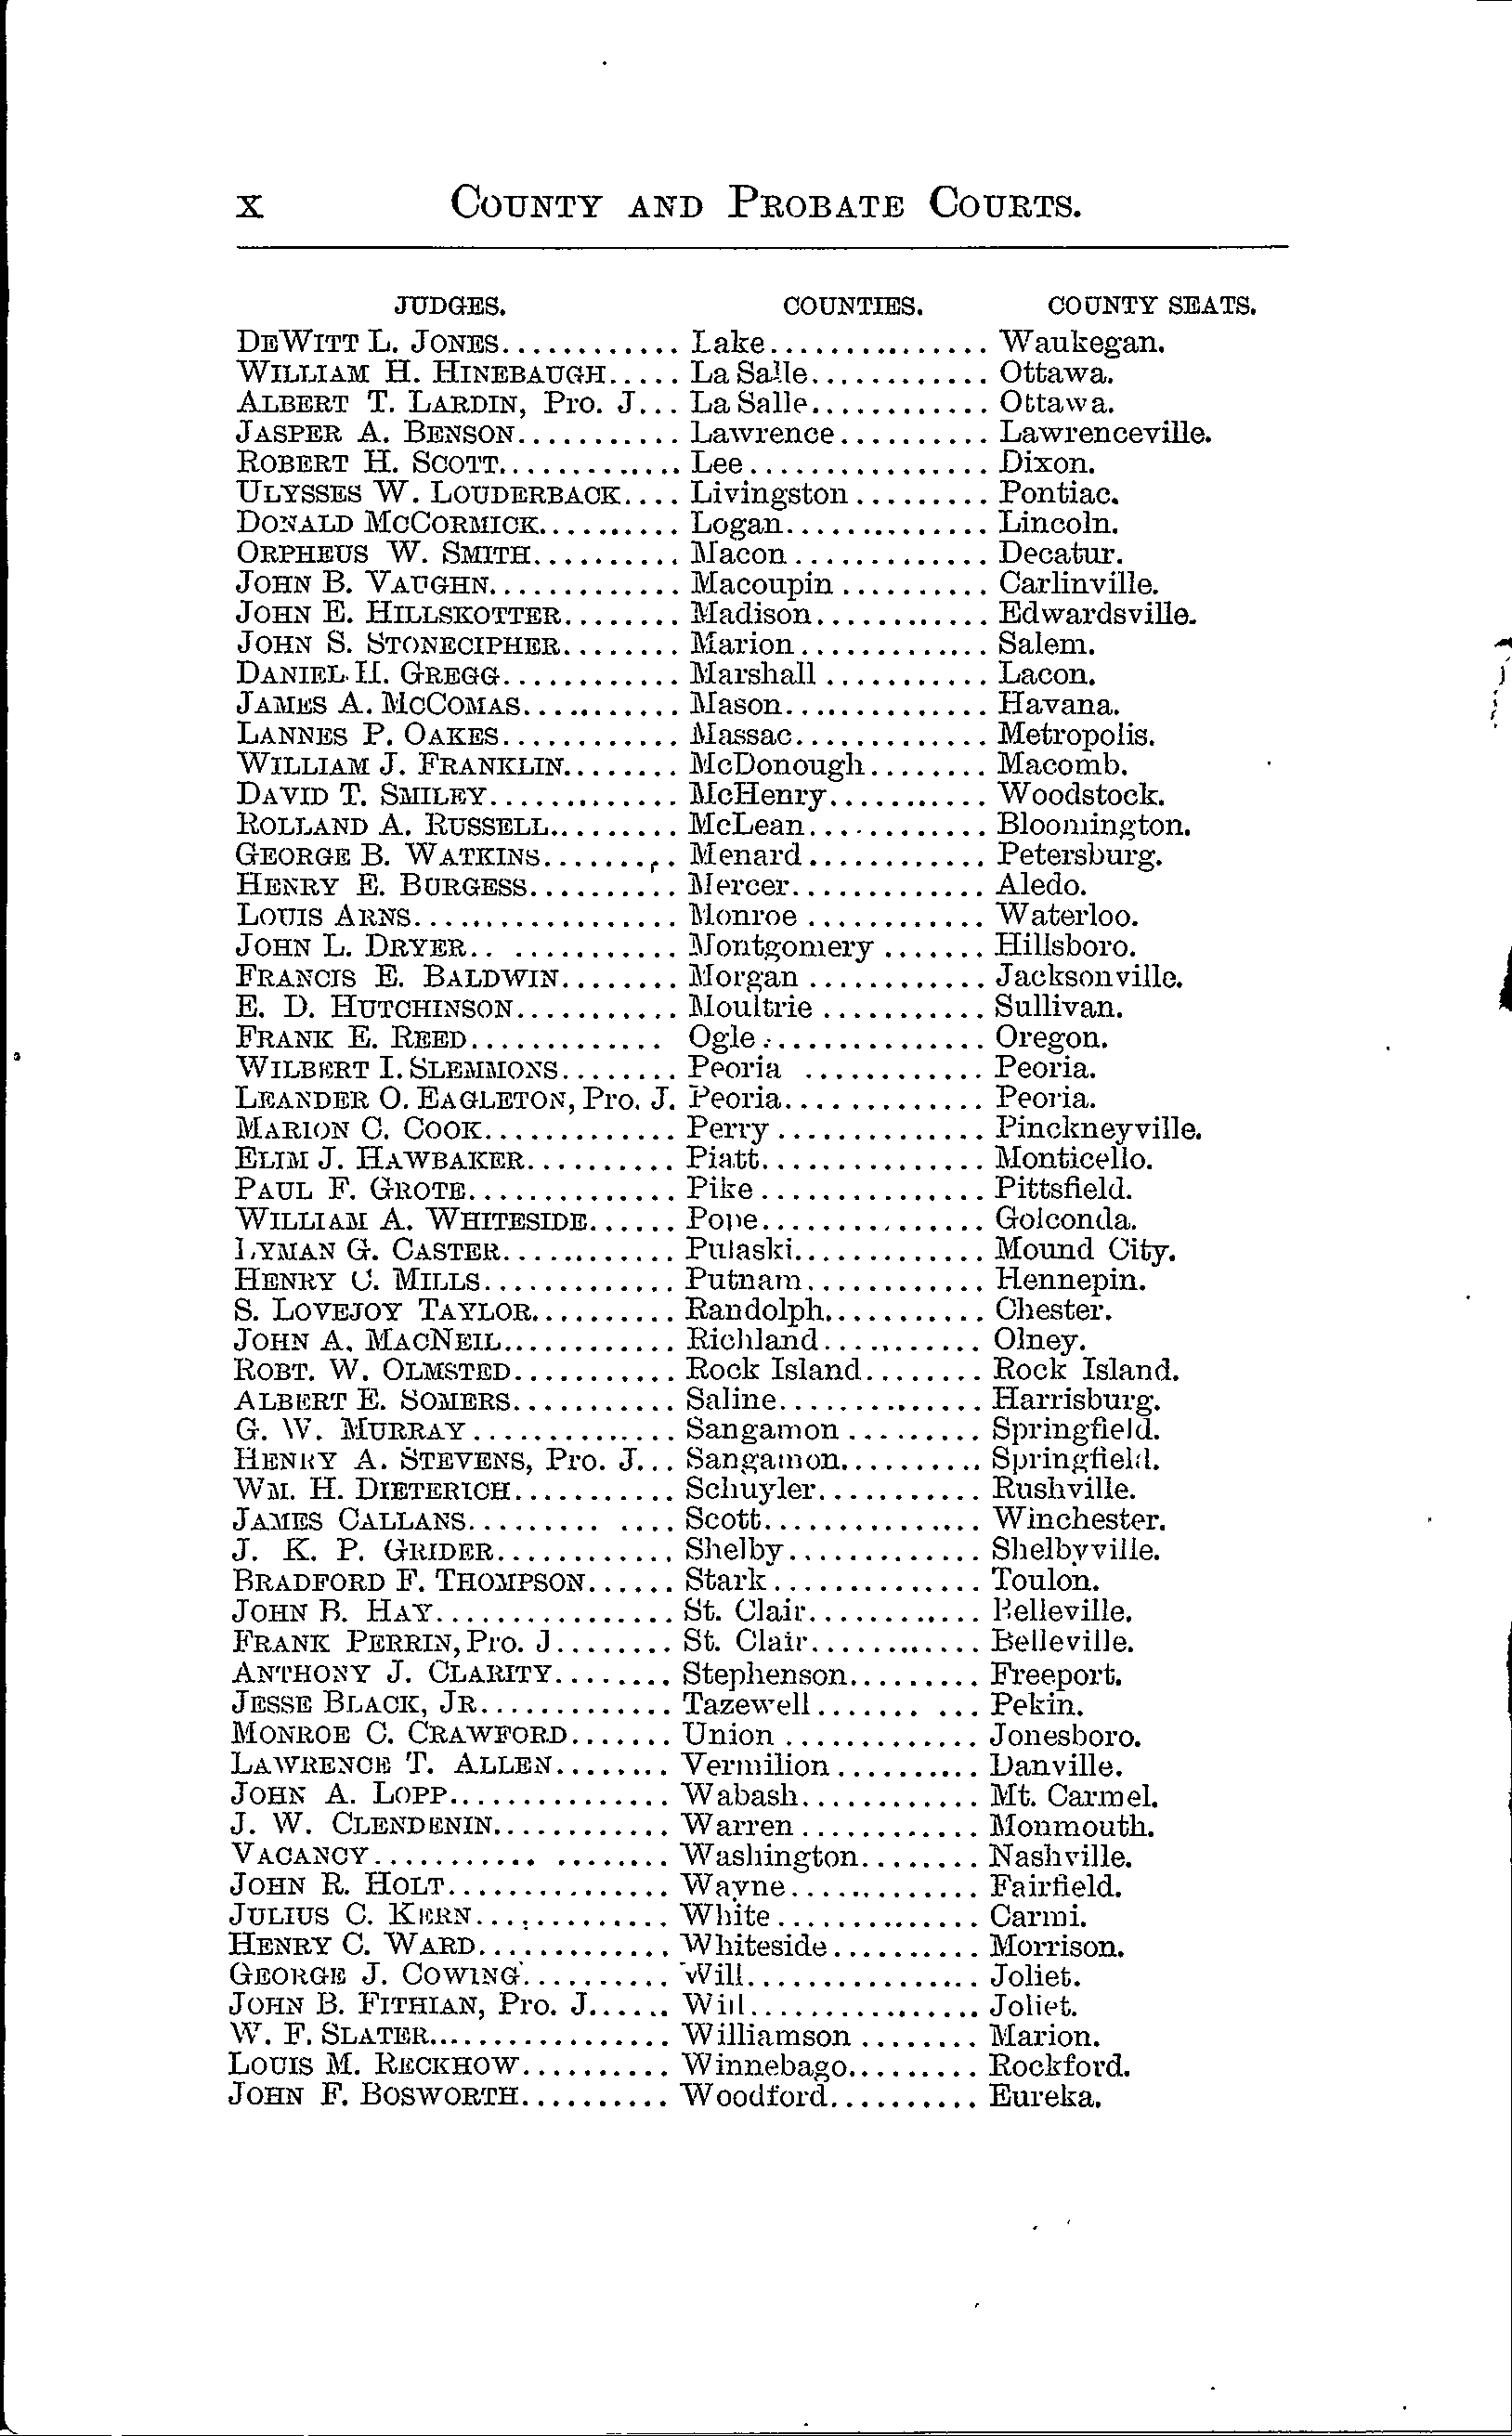 x COUNTY AND PROBATE COURTS.
JUDGES. COUNTIES. COUNTY SEATS.
DEWITT L. JONES............ Lake............... Waukegan.
WILLIAM H. HINEBAUGH..... La Salle............ Ottawa.
ALBERT T. LARDIN, Pro. J... La Salle............ Ottawa.
JASPER A. BENSON........... Lawrence.......... Lawrenceville.
ROBERT H. SCOTT............. Lee................ Dixon.
ULYSSES W. LOUDERBACK.... Livingston......... Pontiac.
DONALD MCCORMICK.......... Logan.............. Lincoln.
ORPHEUS W. SMITH.......... Macon............. Decatur.
JOHN B. VAUGHN............. Macoupin.......... Carlinville.
JOHN E. HILLSKOTTER........ Madison............ Edwardsville.
JOHN S. STONECIPHER........ Marion............. Salem.
DANIEL H. GREGG............ Marshall........... Lacon.
JAMES A. MCCOMAS........... Mason.............. Havana.
LANNES P. OAKES............ Massac............. Metropolis.
WILLIAM J. FRANKLIN........ McDonough........ Macomb.
DAVID T. SMILEY............. McHenry........... Woodstock.
ROLLAND A. RUSSELL......... McLean............ Bloomington.
GEORGE B. WATKINS......... Menard............ Petersburg.
HENRY E. BURGESS.......... Mercer............. Aledo.
LOUIS ARNS.................. Monroe............ Waterloo.
JOHN L. DRYER.. ........... Montgomery....... Hillsboro.
FRANCIS E. BALDWIN........ Morgan............ Jacksonville.
E. D. HUTCHINSON........... Moultrie........... Sullivan.
FRANK E. REED............. Ogle............... Oregon.
WILBERT I. SLEMMONS........ Peoria............ Peoria.
LEANDER O. EAGLETON, Pro. J. Peoria............. Peoria.
MARION C. COOK............. Perry.............. Pinckneyville.
ELIM J. HAWBAKER.......... Piatt............... Monticello.
PAUL F. GROTE.............. Pike............... Pittsfield.
WILLIAM A. WHITESIDE...... Pope............... Golconda.
LYMAN G. CASTER............ Pulaski............. Mound City.
HENRY C. MILLS............. Putnam............ Hennepin.
S. LOVEJOY TAYLOR.......... Randolph........... Chester.
JOHN A. MACNEIL............ Richland........... Olney.
ROBT. W. OLMSTED........... Rock Island........ Rock Island.
ALBERT E. SOMERS........... Saline.............. Harrisburg.
G. W. MURRAY.............. Sangamon......... Springfield.
HENRY A. STEVENS, Pro. J... Sangamon.......... Springfield.
WM. H. DIETERICH........... Schuyler........... Rushville.
JAMES CALLANS......... .... Scott............... Winchester.
J. K. P. GRIDER............ Shelby............. Shelbyville.
BRADFORD F. THOMPSON...... Stark.............. Toulon.
JOHN B. HAY................ St. Clair............ Belleville.
FRANK PERRIN, Pro. J........ St. Clair............ Belleville.
ANTHONY J. CLARITY........ Stephenson......... Freeport.
JESSE BLACK, JR............. Tazewell....... ... Pekin.
MONROE C. CRAWFORD....... Union............. Jonesboro.
LAWRENCE T. ALLEN........ Vermilion.......... Danville.
JOHN A. LOPP............... Wabash............ Mt. Carmel.
J. W. CLENDENIN............ Warren............ Monmouth.
VACANCY........... ........ Washington........ Nashville.
JOHN R. HOLT............... Wayne............. Fairfield.
JULIUS C. KERN............. White.............. Carmi.
HENRY C. WARD............. Whiteside.......... Morrison.
GEORGE J. COWING.......... Will................ Joliet.
JOHN B. FITHIAN, Pro. J...... Will................ Joliet.
W. F. SLATER................ Williamson........ Marion.
LOUIS M. RECKHOW.......... Winnebago......... Rockford.
JOHN F. BOSWORTH.......... Woodford.......... Eureka.